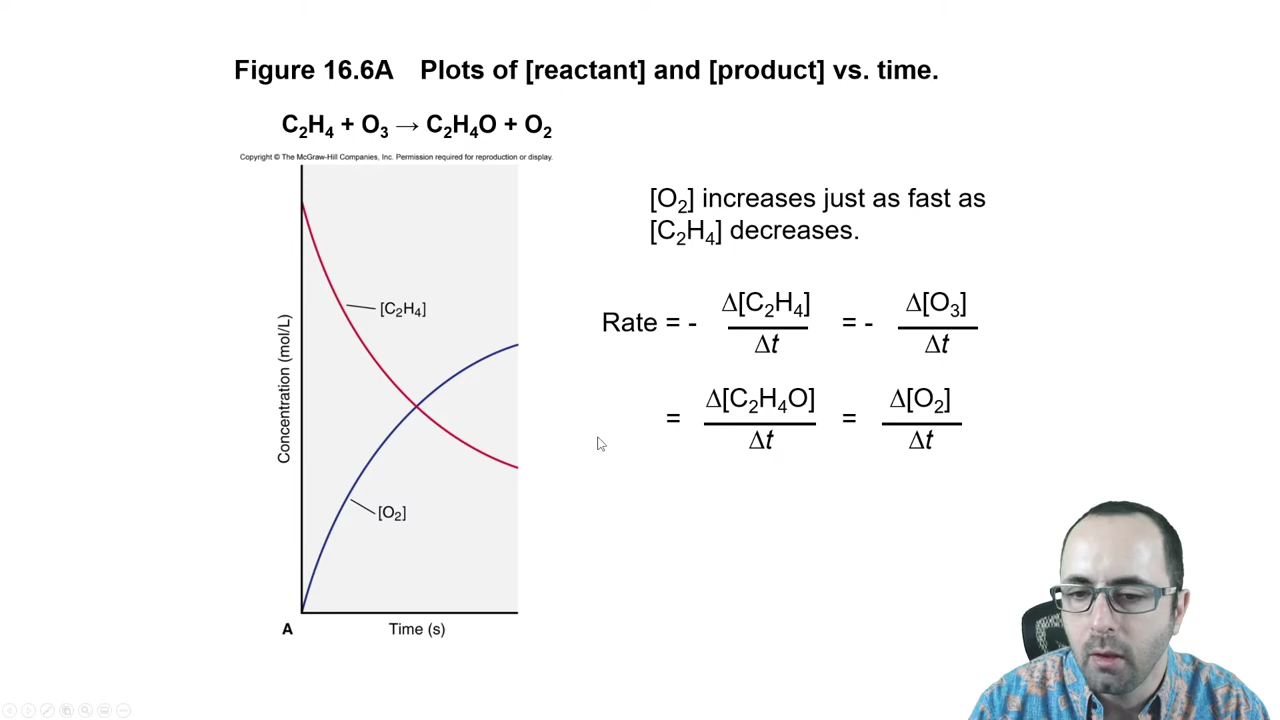 Figure 16.6A Plots of [reactant] and [product] vs. time.
C₂H₄ + O₃ → C₂H₄O + O₂
Copyright © The McGraw-Hill Companies, Inc. Permission required for reproduction or display.
[O₂] increases just as fast as
[C₂H₄] decreases.
Rate = - Δ[C₂H₄]/Δt = - Δ[O₃]/Δt
= Δ[C₂H₄O]/Δt = Δ[O₂]/Δt
Concentration (mol/L)
[C₂H₄]
[O₂]
A
Time (s)